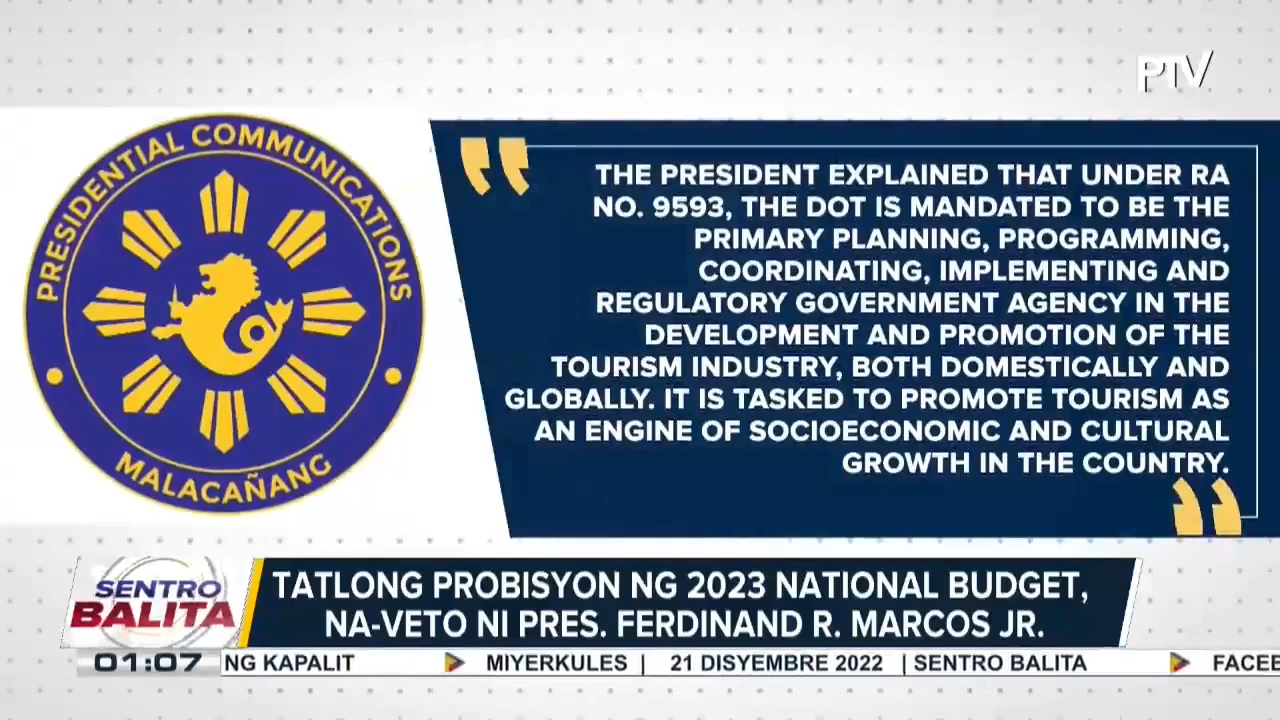 PTV
PRESIDENTIAL COMMUNICATIONS
MALACAÑANG
THE PRESIDENT EXPLAINED THAT UNDER RA
NO. 9593, THE DOT IS MANDATED TO BE THE
PRIMARY PLANNING, PROGRAMMING,
COORDINATING, IMPLEMENTING AND
REGULATORY GOVERNMENT AGENCY IN THE
DEVELOPMENT AND PROMOTION OF THE
TOURISM INDUSTRY, BOTH DOMESTICALLY AND
GLOBALLY. IT IS TASKED TO PROMOTE TOURISM AS
AN ENGINE OF SOCIOECONOMIC AND CULTURAL
GROWTH IN THE COUNTRY.
SENTRO
BALITA
TATLONG PROBISYON NG 2023 NATIONAL BUDGET,
NA-VETO NI PRES. FERDINAND R. MARCOS JR.
01:07 NG KAPALIT MIYERKULES | 21 DISYEMBRE 2022 | SENTRO BALITA FACEE